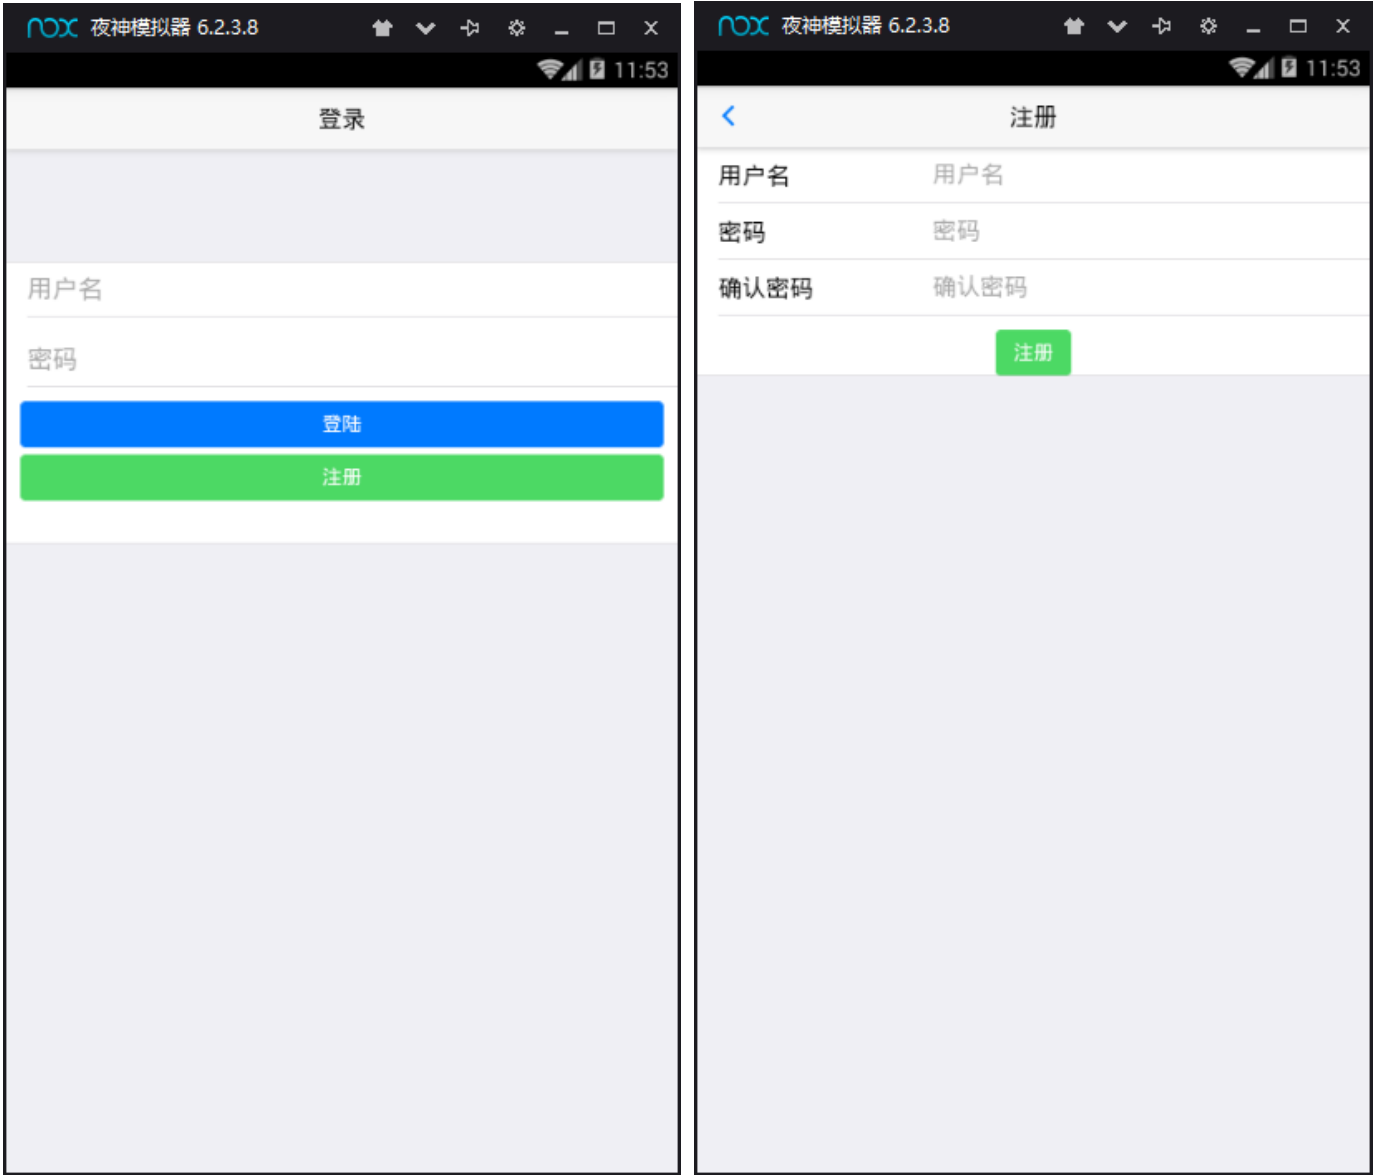 nox 夜神模拟器 6.2.3.8
11:53
登录
用户名
密码
登陆
注册
nox 夜神模拟器 6.2.3.8
11:53
注册
用户名 用户名
密码 密码
确认密码 确认密码
注册